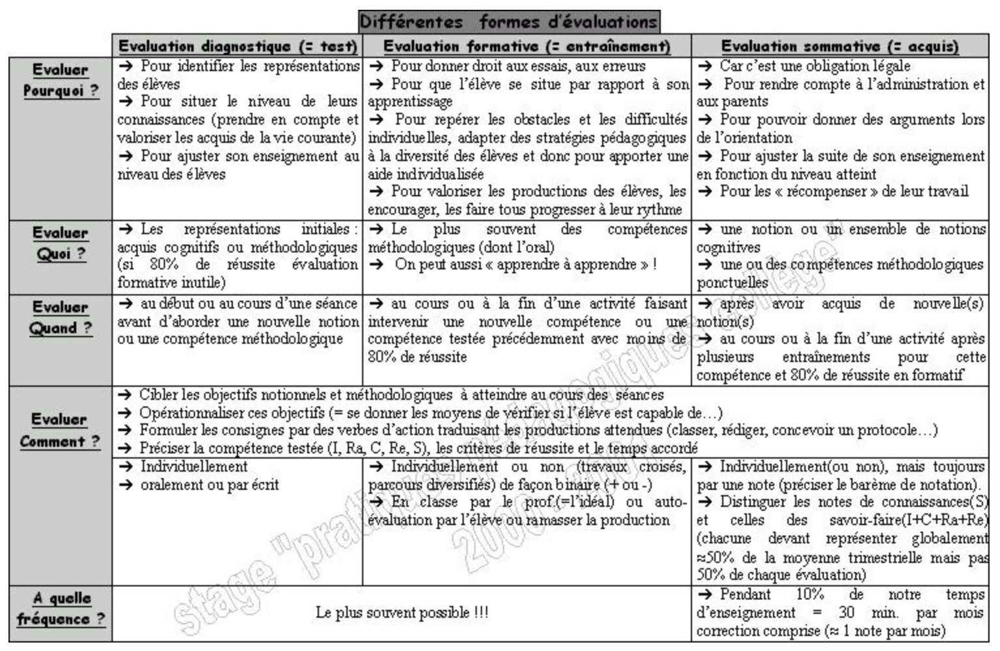 Différentes formes d'évaluations
Evaluation diagnostique (= test)
Evaluation formative (= entraînement)
Evaluation sommative (= acquis)
Evaluer
Pourquoi ?
→ Pour identifier les représentations
des élèves
→ Pour situer le niveau de leurs
connaissances (prendre en compte et
valoriser les acquis de la vie courante)
→ Pour ajuster son enseignement au
niveau des élèves
→ Pour donner droit aux essais, aux erreurs
→ Pour que l'élève se situe par rapport à son
apprentissage
→ Pour repérer les obstacles et les difficultés
individuelles, adapter des stratégies pédagogiques
à la diversité des élèves et donc pour apporter une
aide individualisée
→ Pour valoriser les productions des élèves, les
encourager, les faire tous progresser à leur rythme
→ Car c'est une obligation légale
→ Pour rendre compte à l'administration et
aux parents
→ Pour pouvoir donner des arguments lors
de l'orientation
→ Pour ajuster la suite de son enseignement
en fonction du niveau atteint
→ Pour les « récompenser » de leur travail
Evaluer
Quoi ?
→ Les représentations initiales :
acquis cognitifs ou méthodologiques
(si 80% de réussite évaluation
formative inutile)
→ Le plus souvent des compétences
méthodologiques (dont l'oral)
→ On peut aussi « apprendre à apprendre » !
→ une notion ou un ensemble de notions
cognitives
→ une ou des compétences méthodologiques
ponctuelles
Evaluer
Quand ?
→ au début ou au cours d'une séance
avant d'aborder une nouvelle notion
ou une compétence méthodologique
→ au cours ou à la fin d'une activité faisant
intervenir une nouvelle compétence ou une
compétence testée précédemment avec moins de
80% de réussite
→ après avoir acquis de nouvelle(s)
notion(s)
→ au cours ou à la fin d'une activité après
plusieurs entraînements pour cette
compétence et 80% de réussite en formatif
Evaluer
Comment ?
→ Cibler les objectifs notionnels et méthodologiques à atteindre au cours des séances
→ Opérationnaliser ces objectifs (= se donner les moyens de vérifier si l'élève est capable de…)
→ Formuler les consignes par des verbes d'action traduisant les productions attendues (classer, rédiger, concevoir un protocole…)
→ Préciser la compétence testée (I, Ra, C, Re, S), les critères de réussite et le temps accordé
→ Individuellement
→ oralement ou par écrit
→ Individuellement ou non (travaux croisés,
parcours diversifiés) de façon binaire (+ ou -)
→ En classe par le prof.(=l'idéal) ou auto-
évaluation par l'élève ou ramasser la production
→ Individuellement(ou non), mais toujours
par une note (préciser le barème de notation).
→ Distinguer les notes de connaissances(S)
et celles des savoir-faire(I+C+Ra+Re)
(chacune devant représenter globalement
≈50% de la moyenne trimestrielle mais pas
50% de chaque évaluation)
A quelle
fréquence ?
Le plus souvent possible !!!
→ Pendant 10% de notre temps
d'enseignement = 30 min. par mois
correction comprise (≈ 1 note par mois)
stage "pratiques pédagogiques collège"
2000 - 2001